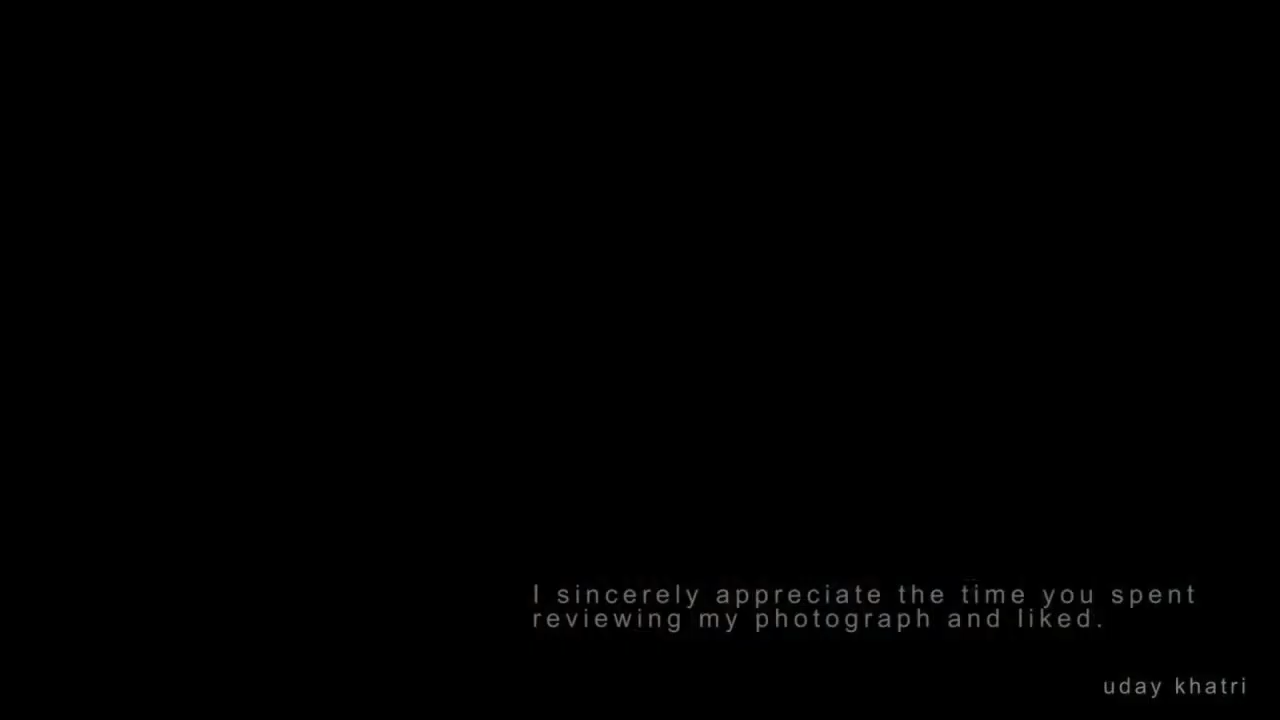 I sincerely appreciate the time you spent
reviewing my photograph and liked.
uday khatri